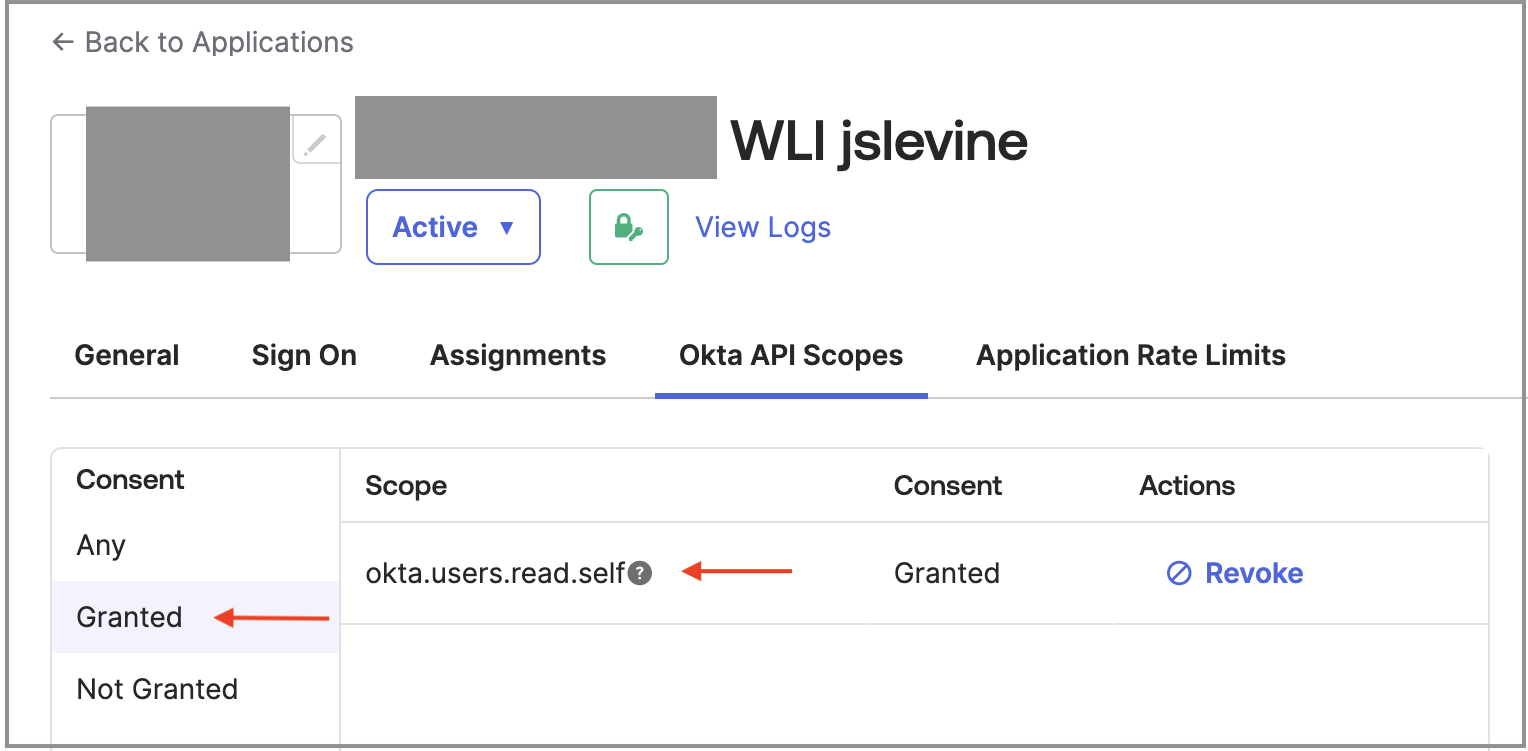 ← Back to Applications
WLI jslevine
Active ▼
View Logs
General Sign On Assignments Okta API Scopes Application Rate Limits
Consent
Any
Granted
Not Granted
Scope Consent Actions
okta.users.read.self ? Granted Revoke